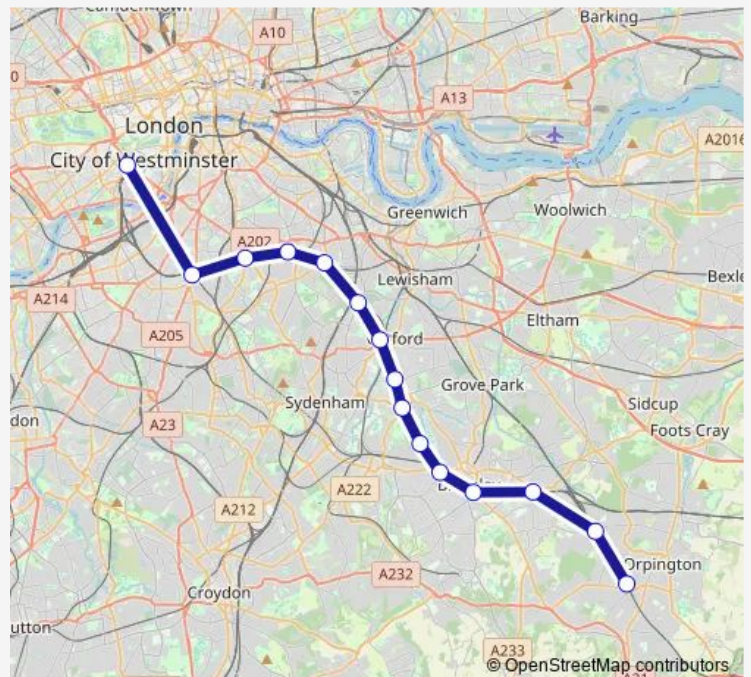 Barking
A10
0
A13
London
A2016
City of Westminster
Greenwich
Woolwich
A202
Lewisham
A214
A205
ford
Eltham
Grove Park
Sydenham
Sidcup
don
A23
Foots Cray
A222
A212
Orpington
A232
Croydon
utton
A233
© OpenStreetMap contributors